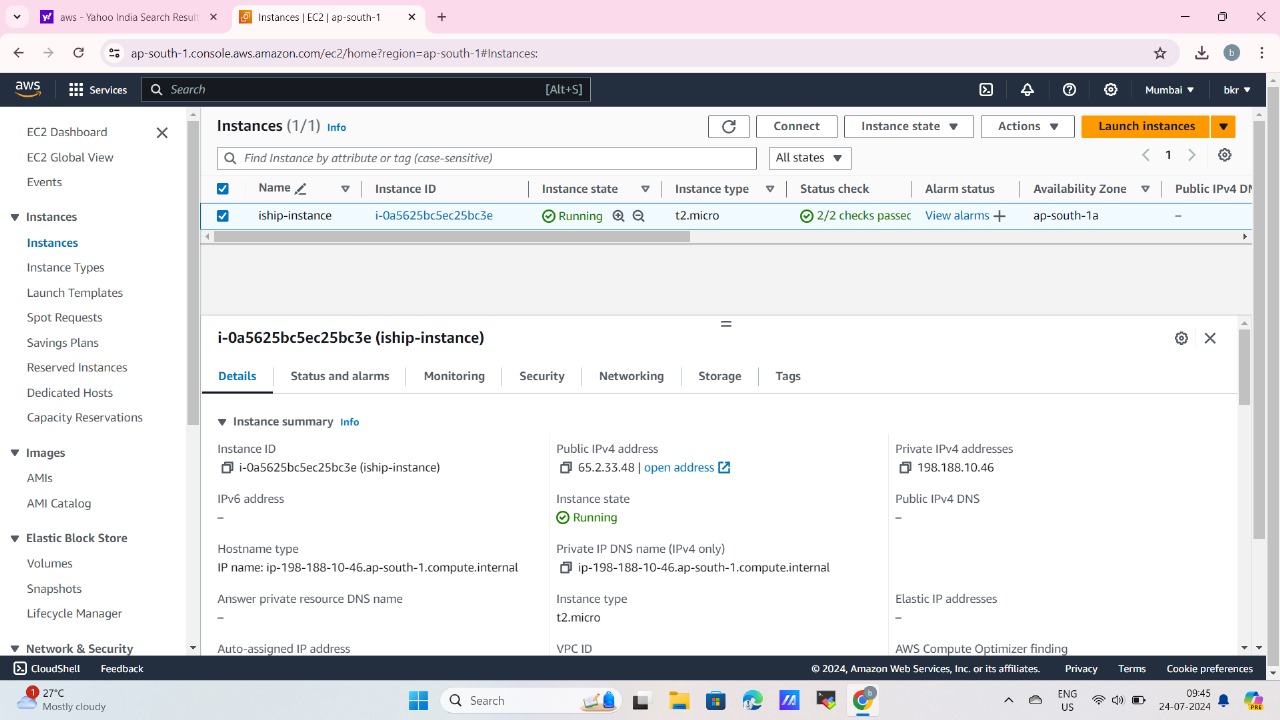 aws - Yahoo India Search Result
Instances | EC2 | ap-south-1
ap-south-1.console.aws.amazon.com/ec2/home?region=ap-south-1#Instances:
b
aws
Services
Search
[Alt+S]
Mumbai
bkr
EC2 Dashboard
EC2 Global View
Events
Instances
Instances
Instance Types
Launch Templates
Spot Requests
Savings Plans
Reserved Instances
Dedicated Hosts
Capacity Reservations
Images
AMIs
AMI Catalog
Elastic Block Store
Volumes
Snapshots
Lifecycle Manager
Network & Security
Instances (1/1) Info
Connect
Instance state
Actions
Launch instances
Find Instance by attribute or tag (case-sensitive)
All states
1
Name Instance ID Instance state Instance type Status check Alarm status Availability Zone Public IPv4 DN
iship-instance i-0a5625bc5ec25bc3e Running t2.micro 2/2 checks passec View alarms ap-south-1a –
i-0a5625bc5ec25bc3e (iship-instance)
Details Status and alarms Monitoring Security Networking Storage Tags
Instance summary Info
Instance ID
i-0a5625bc5ec25bc3e (iship-instance)
Public IPv4 address
65.2.33.48 | open address
Private IPv4 addresses
198.188.10.46
IPv6 address
–
Instance state
Running
Public IPv4 DNS
–
Hostname type
IP name: ip-198-188-10-46.ap-south-1.compute.internal
Private IP DNS name (IPv4 only)
ip-198-188-10-46.ap-south-1.compute.internal
Answer private resource DNS name
–
Instance type
t2.micro
Elastic IP addresses
–
Auto-assigned IP address
VPC ID
AWS Compute Optimizer finding
CloudShell
Feedback
© 2024, Amazon Web Services, Inc. or its affiliates.
Privacy
Terms
Cookie preferences
1
27°C
Mostly cloudy
Search
b
ENG
US
09:45
24-07-2024
PRE